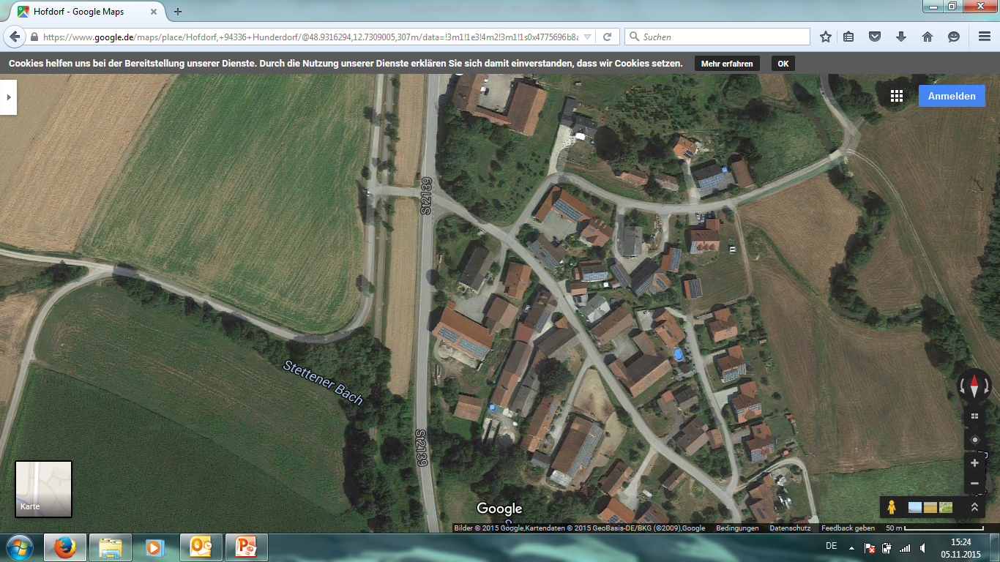 Hofdorf - Google Maps
https://www.google.de/maps/place/Hofdorf,+94336+Hunderdorf/@48.9316294,12.7309005,307m/data=!3m1!1e3!4m2!3m1!1s0x4775696b8a
Suchen
Cookies helfen uns bei der Bereitstellung unserer Dienste. Durch die Nutzung unserer Dienste erklären Sie sich damit einverstanden, dass wir Cookies setzen. Mehr erfahren OK
Anmelden
St2139
Stettener Bach
St2139
Karte
Google
Bilder © 2015 Google,Kartendaten © 2015 GeoBasis-DE/BKG (©2009),Google Bedingungen Datenschutz Feedback geben 50 m
DE
15:24
05.11.2015